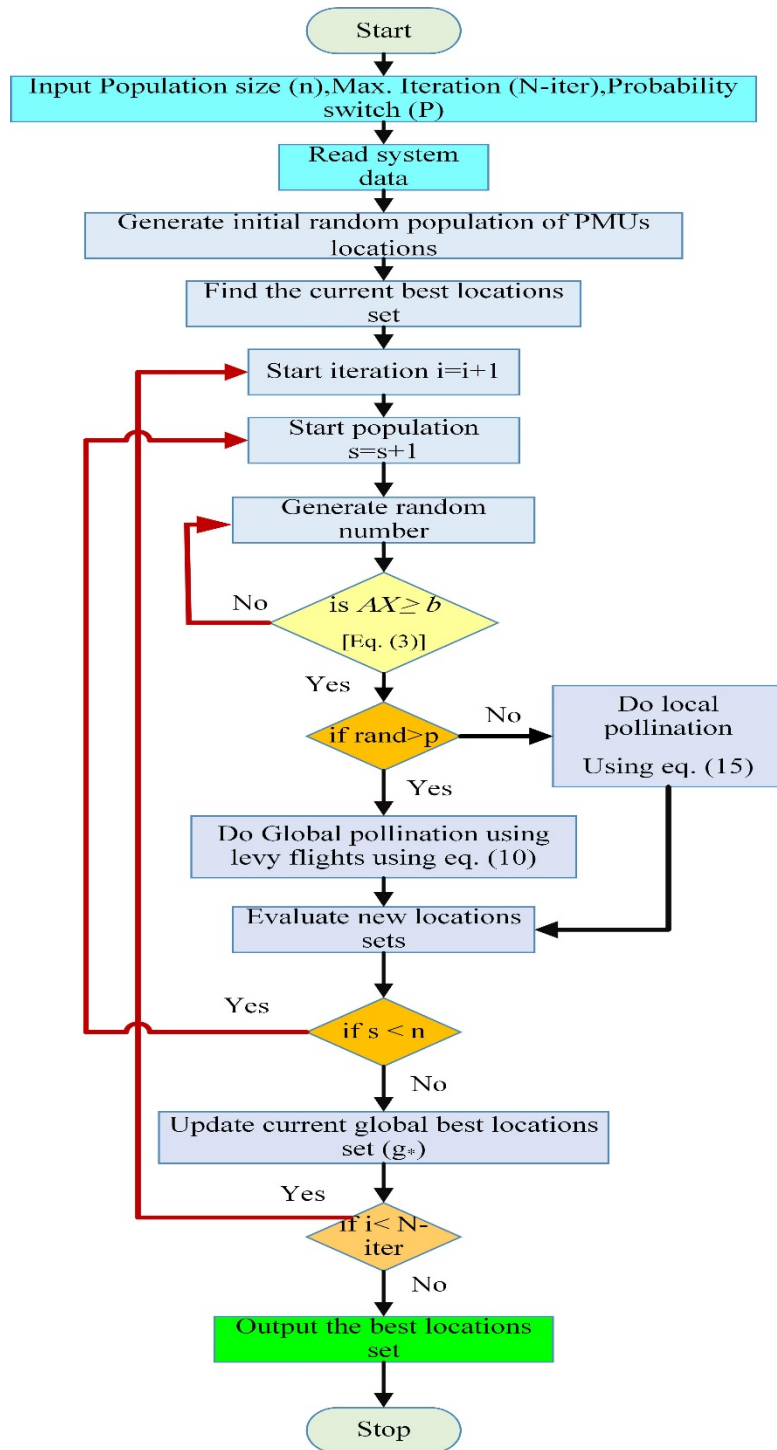 Start
Input Population size (n),Max. Iteration (N-iter),Probability
switch (P)
Read system
data
Generate initial random population of PMUs
locations
Find the current best locations
set
Start iteration i=i+1
Start population
s=s+1
Generate random
number
No
is AX≥ b
[Eq. (3)]
Yes
if rand>p
No
Do local
pollination
Using eq. (15)
Yes
Do Global pollination using
levy flights using eq. (10)
Evaluate new locations
sets
Yes
if s < n
No
Update current global best locations
set (g*)
Yes
if i< N-
iter
No
Output the best locations
set
Stop